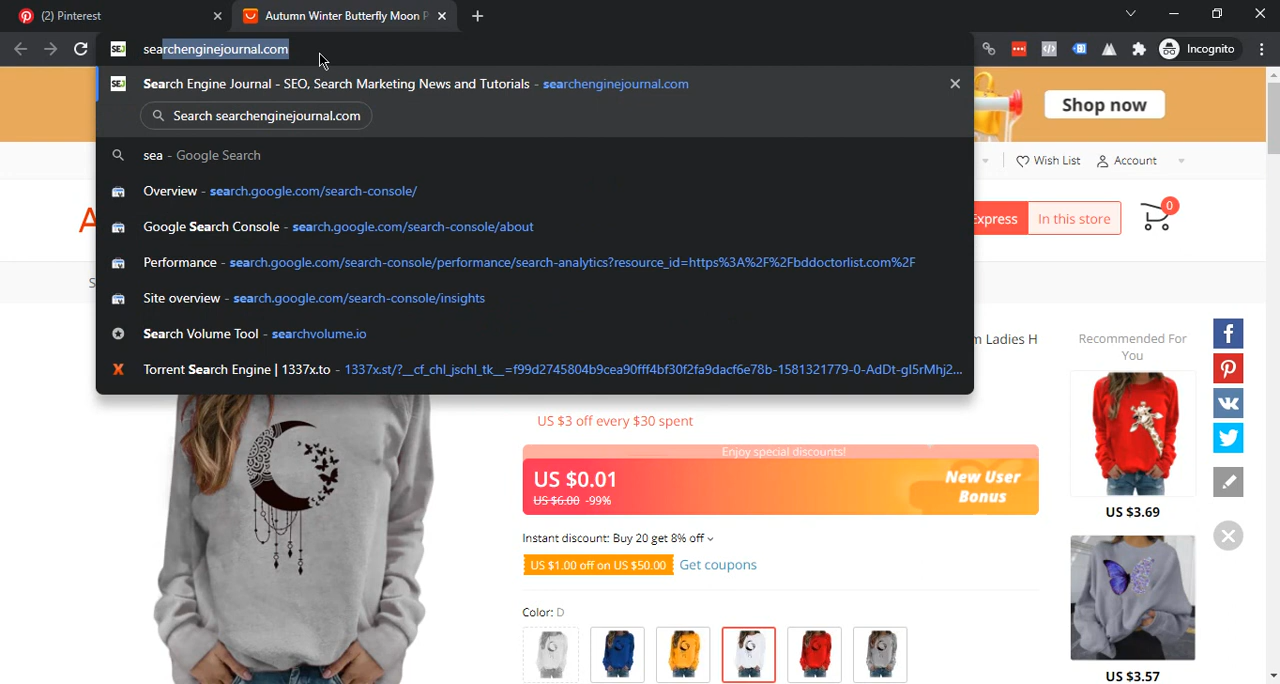 (2) Pinterest
Autumn Winter Butterfly Moon P
searchenginejournal.com
Incognito
Search Engine Journal - SEO, Search Marketing News and Tutorials - searchenginejournal.com
Search searchenginejournal.com
sea - Google Search
Overview - search.google.com/search-console/
Google Search Console - search.google.com/search-console/about
Performance - search.google.com/search-console/performance/search-analytics?resource_id=https%3A%2F%2Fbddoctorlist.com%2F
Site overview - search.google.com/search-console/insights
Search Volume Tool - searchvolume.io
Torrent Search Engine | 1337x.to - 1337x.st/?__cf_chl_jschl_tk__=f99d2745804b9cea90fff4bf30f2fa9dacf6e78b-1581321779-0-AdDt-gl5rMhj2...
Shop now
Wish List
Account
A
Express
In this store
0
S
m Ladies H
Recommended For
You
US $3 off every $30 spent
Enjoy special discounts!
US $0.01
US $6.00 -99%
New User
Bonus
Instant discount: Buy 20 get 8% off
US $1.00 off on US $50.00
Get coupons
Color: D
US $3.69
US $3.57